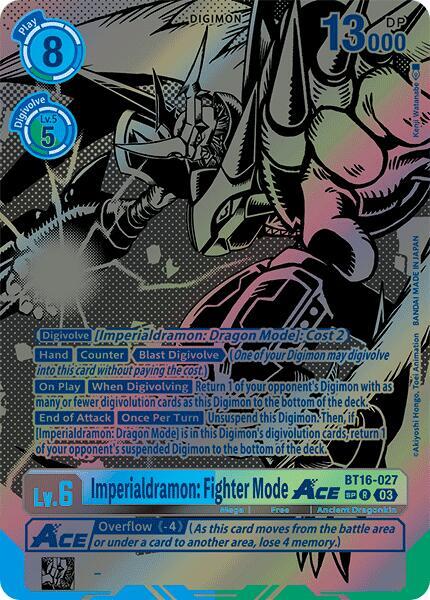 DIGIMON
Play
8
DP
13000
Digivolve
Lv.5
5
Kenji Watanabe
©Akiyoshi Hongo, Toei Animation BANDAI MADE IN JAPAN
Digivolve [Imperialdramon: Dragon Mode]: Cost 2
Hand Counter Blast Digivolve (One of your Digimon may digivolve
into this card without paying the cost.)
On Play When Digivolving Return 1 of your opponent's Digimon with as
many or fewer digivolution cards as this Digimon to the bottom of the deck.
End of Attack Once Per Turn Unsuspend this Digimon. Then, if
[Imperialdramon: Dragon Mode] is in this Digimon's digivolution cards, return 1
of your opponent's suspended Digimon to the bottom of the deck.
Lv.6 Imperialdramon: Fighter Mode ACE
BT16-027
SP R 03
Mega Free Ancient Dragonkin
ACE Overflow《-4》(As this card moves from the battle area
or under a card to another area, lose 4 memory.)
-